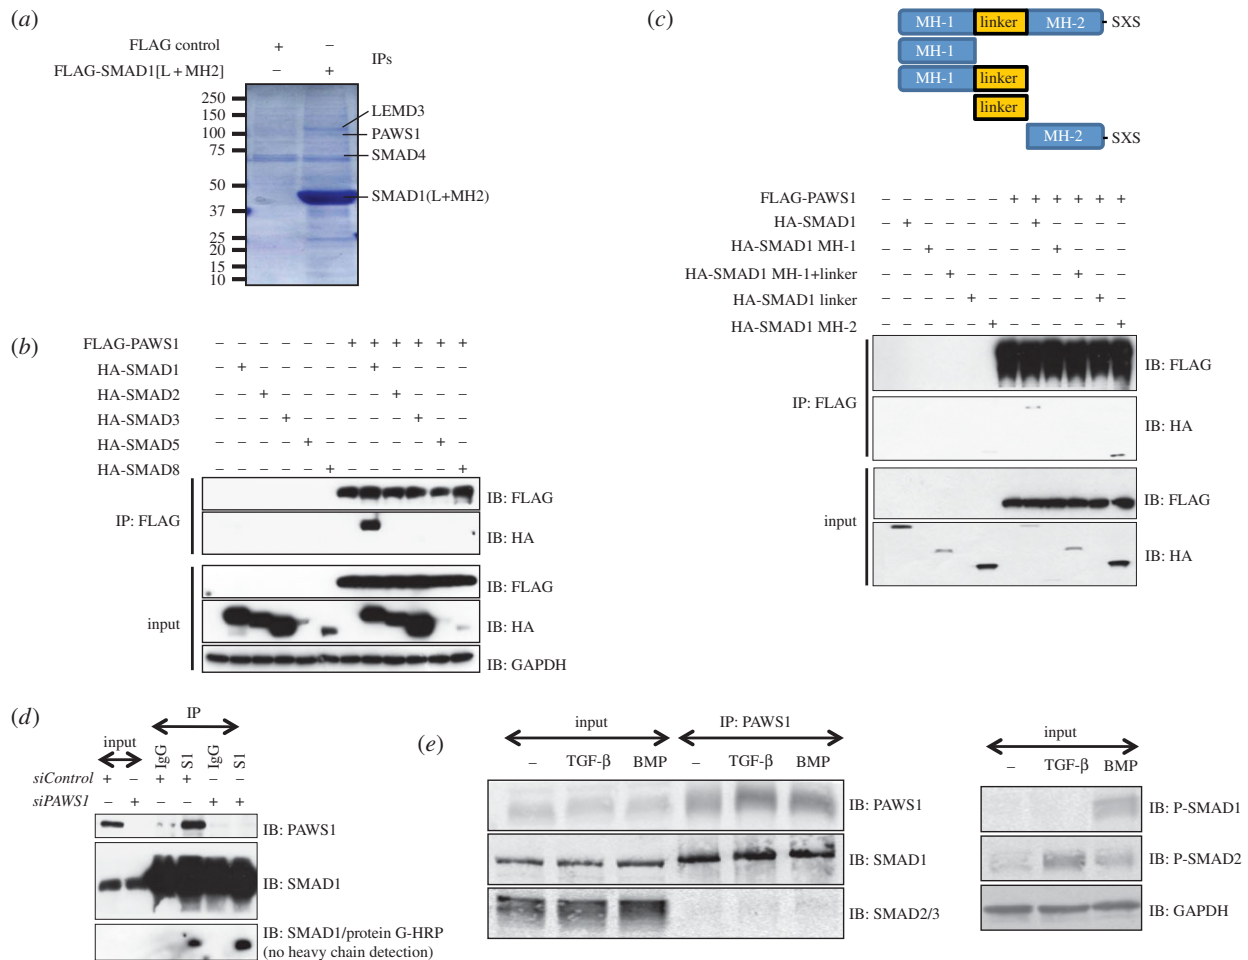 (a)
FLAG control + –
FLAG-SMAD1[L + MH2] – +
IPs
250
150
100
75
50
37
25
20
15
10
LEMD3
PAWS1
SMAD4
SMAD1(L+MH2)
(b)
FLAG-PAWS1 – – – – – – + + + + + +
HA-SMAD1 – + – – – – – + – – – –
HA-SMAD2 – – + – – – – – + – – –
HA-SMAD3 – – – + – – – – – + – –
HA-SMAD5 – – – – + – – – – – + –
HA-SMAD8 – – – – – + – – – – – +
IP: FLAG
IB: FLAG
IB: HA
input
IB: FLAG
IB: HA
IB: GAPDH
(c)
MH-1 linker MH-2 SXS
MH-1
MH-1 linker
linker
MH-2 SXS
FLAG-PAWS1 – – – – – – + + + + + +
HA-SMAD1 – + – – – – – + – – – –
HA-SMAD1 MH-1 – – + – – – – – + – – –
HA-SMAD1 MH-1+linker – – – + – – – – – + – –
HA-SMAD1 linker – – – – + – – – – – + –
HA-SMAD1 MH-2 – – – – – + – – – – – +
IP: FLAG
IB: FLAG
IB: HA
input
IB: FLAG
IB: HA
(d)
IP
input
IgG S1 IgG S1
siControl + – + + – –
siPAWS1 – + – – + +
IB: PAWS1
IB: SMAD1
IB: SMAD1/protein G-HRP
(no heavy chain detection)
(e)
input IP: PAWS1
– TGF-β BMP – TGF-β BMP
IB: PAWS1
IB: SMAD1
IB: SMAD2/3
input
– TGF-β BMP
IB: P-SMAD1
IB: P-SMAD2
IB: GAPDH